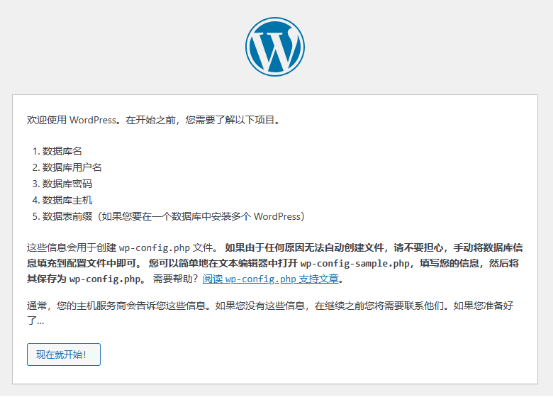 欢迎使用 WordPress。在开始之前，您需要了解以下项目。
1. 数据库名
2. 数据库用户名
3. 数据库密码
4. 数据库主机
5. 数据表前缀（如果您要在一个数据库中安装多个 WordPress）
这些信息会用于创建 wp-config.php 文件。 如果由于任何原因无法自动创建文件，请不要担心，手动将数据库信
息填充到配置文件中即可。 您可以简单地在文本编辑器中打开 wp-config-sample.php，填写您的信息，然后将
其保存为 wp-config.php。 需要帮助？阅读 wp-config.php 支持文章。
通常，您的主机服务商会告诉您这些信息。如果您没有这些信息，在继续之前您将需要联系他们。如果您准备好
了…
现在就开始！